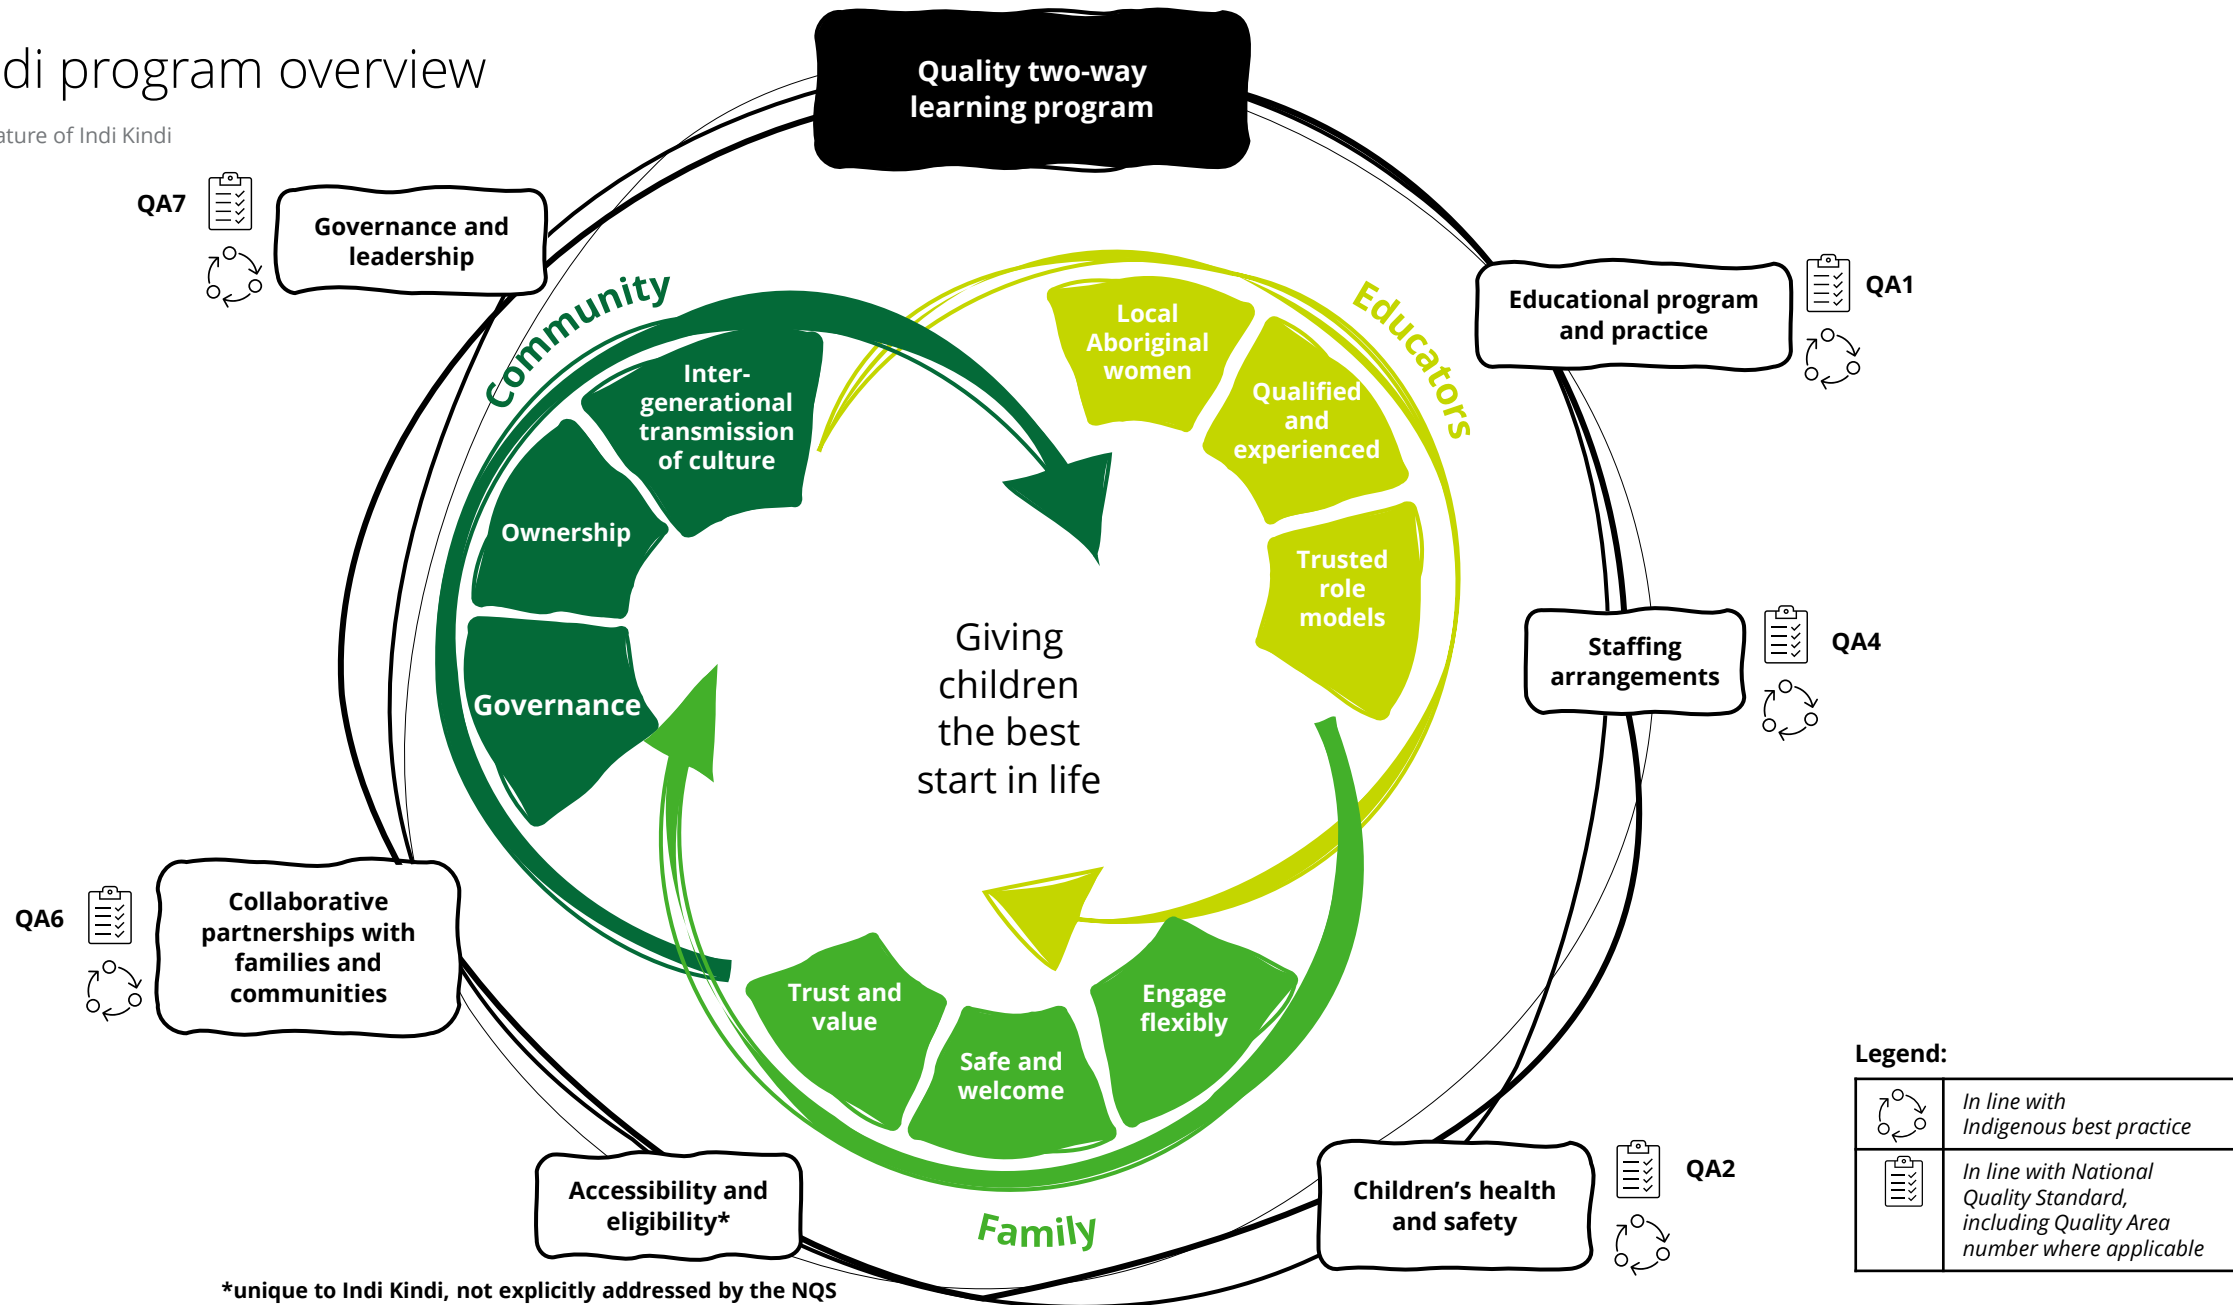 di program overview
ature of Indi Kindi
Quality two-way
learning program
QA7
Governance and
leadership
Educational program
and practice
QA1
Community
Educators
Inter-
generational
transmission
of culture
Ownership
Governance
Local
Aboriginal
women
Qualified
and
experienced
Trusted
role
models
Giving
children
the best
start in life
Staffing
arrangements
QA4
QA6
Collaborative
partnerships with
families and
communities
Trust and
value
Safe and
welcome
Engage
flexibly
Family
Accessibility and
eligibility*
Children’s health
and safety
QA2
Legend:
In line with
Indigenous best practice
In line with National
Quality Standard,
including Quality Area
number where applicable
*unique to Indi Kindi, not explicitly addressed by the NQS